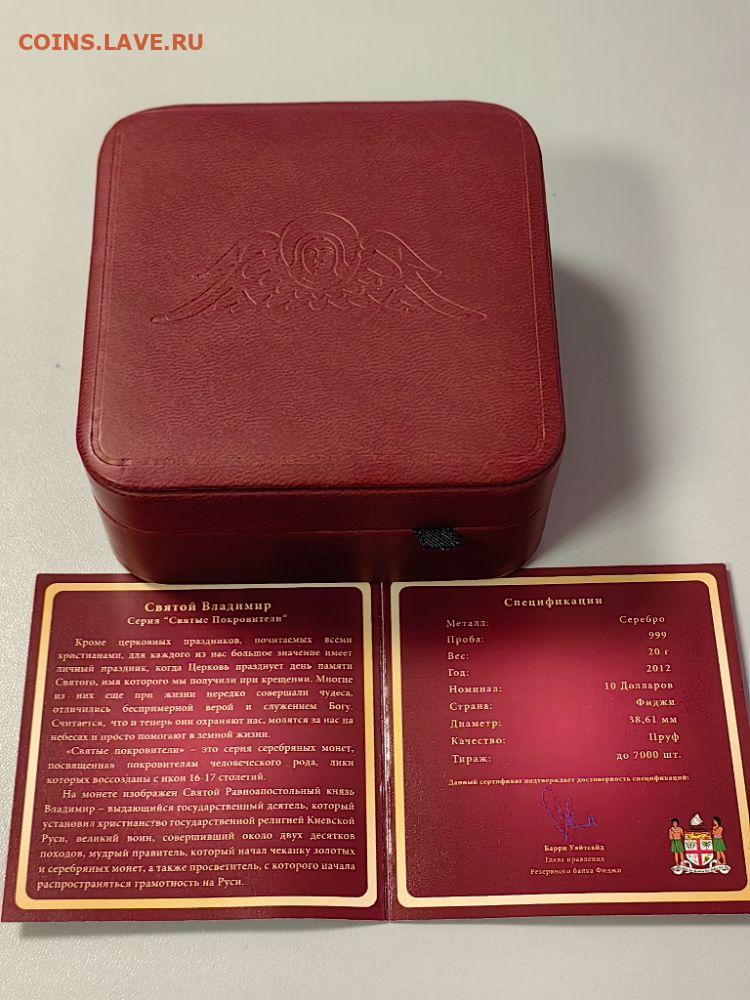 COINS.LAVE.RU
Святой Владимир
Серия "Святые Покровители"
Кроме церковных праздников, почитаемых всеми
христианами, для каждого из нас большое значение имеет
личный праздник, когда Церковь празднует день памяти
Святого, имя которого мы получили при крещении. Многие
из них еще при жизни нередко совершали чудеса,
отличились беспримерной верой и служением Богу.
Считается, что и теперь они охраняют нас, молятся за нас на
небесах и просто помогают в земной жизни.
«Святые покровители» – это серия серебряных монет,
посвященная покровителям человеческого рода, лики
которых воссозданы с икон 16-17 столетий.
На монете изображен Святой Равноапостольный князь
Владимир – выдающийся государственный деятель, который
установил христианство государственной религией Киевской
Руси, великий воин, совершивший около двух десятков
походов, мудрый правитель, который начал чеканку золотых
и серебряных монет, а также просветитель, с которого начала
распространяться грамотность на Руси.
Спецификации
Металл: Серебро
Проба: 999
Вес: 20 г
Год: 2012
Номинал: 10 Долларов
Страна: Фиджи
Диаметр: 38,61 мм
Качество: Пруф
Тираж: до 7000 шт.
Данный сертификат подтверждает достоверность спецификаций:
Барри Уайтсайд
Глава правления
Резервного банка Фиджи